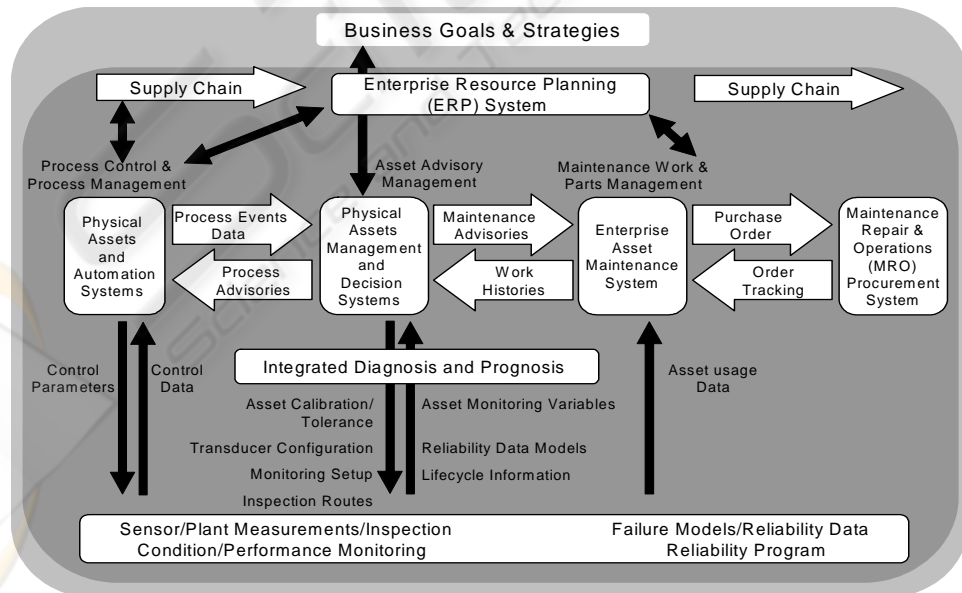 Business Goals & Strategies
Supply Chain
Enterprise Resource Planning
(ERP) System
Supply Chain
Process Control &
Process Management
Asset Advisory
Management
Maintenance Work &
Parts Management
Physical
Assets
and
Automation
Systems
Process Events
Data
Process
Advisories
Physical
Assets
Management
and
Decision
Systems
Maintenance
Advisories
Work
Histories
Enterprise
Asset
Maintenance
System
Purchase
Order
Order
Tracking
Maintenance
Repair &
Operations
(MRO)
Procurement
System
Control
Parameters
Control
Data
Integrated Diagnosis and Prognosis
Asset usage
Data
Asset Calibration/
Tolerance
Transducer Configuration
Monitoring Setup
Inspection Routes
Asset Monitoring Variables
Reliability Data Models
Lifecycle Information
Sensor/Plant Measurements/Inspection
Condition/Performance Monitoring
Failure Models/Reliability Data
Reliability Program